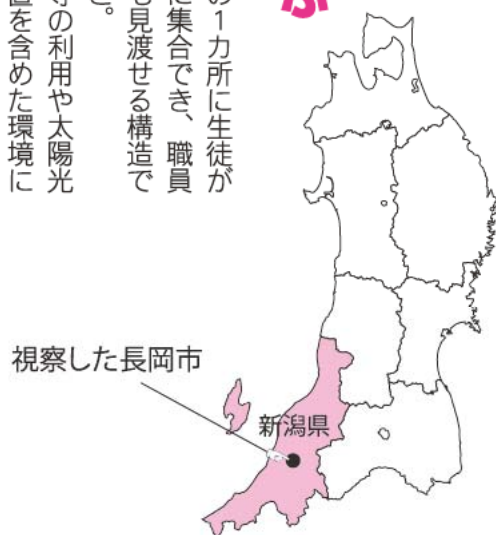 ぶ
の1カ所に生徒が
に集合でき、職員
も見渡せる構造で
と。
等の利用や太陽光
置を含めた環境に
視察した長岡市
新潟県